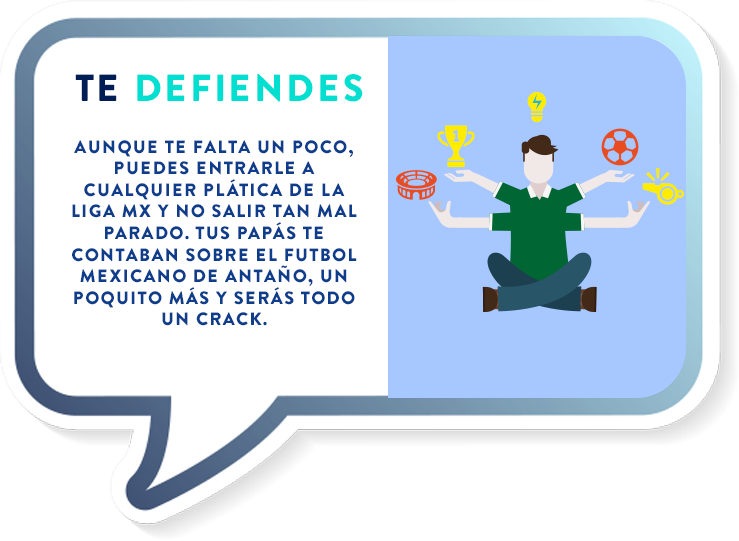 TE DEFIENDES
AUNQUE TE FALTA UN POCO,
PUEDES ENTRARLE A
CUALQUIER PLÁTICA DE LA
LIGA MX Y NO SALIR TAN MAL
PARADO. TUS PAPÁS TE
CONTABAN SOBRE EL FUTBOL
MEXICANO DE ANTAÑO, UN
POQUITO MÁS Y SERÁS TODO
UN CRACK.
1